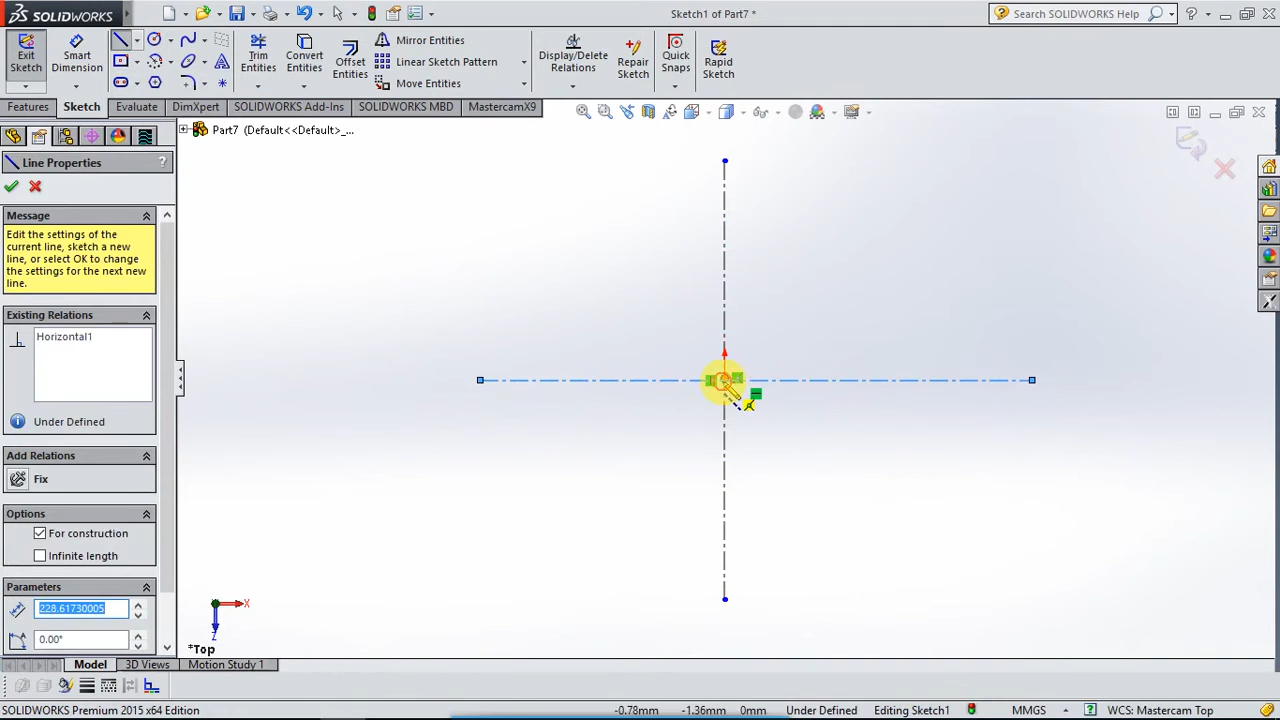 SOLIDWORKS
Sketch1 of Part7 *
Search SOLIDWORKS Help
Exit Sketch
Smart Dimension
Trim Entities
Convert Entities
Offset Entities
Mirror Entities
Linear Sketch Pattern
Move Entities
Display/Delete Relations
Repair Sketch
Quick Snaps
Rapid Sketch
Features
Sketch
Evaluate
DimXpert
SOLIDWORKS Add-Ins
SOLIDWORKS MBD
MastercamX9
Part7 (Default<<Default>_...
Line Properties
?
Message
Edit the settings of the
current line, sketch a new
line, or select OK to change
the settings for the next new
line.
Existing Relations
Horizontal1
Under Defined
Add Relations
Fix
Options
For construction
Infinite length
Parameters
228.61730005
0.00°
X
Z
*Top
Model
3D Views
Motion Study 1
SOLIDWORKS Premium 2015 x64 Edition
-0.78mm
-1.36mm
0mm
Under Defined
Editing Sketch1
MMGS
WCS: Mastercam Top